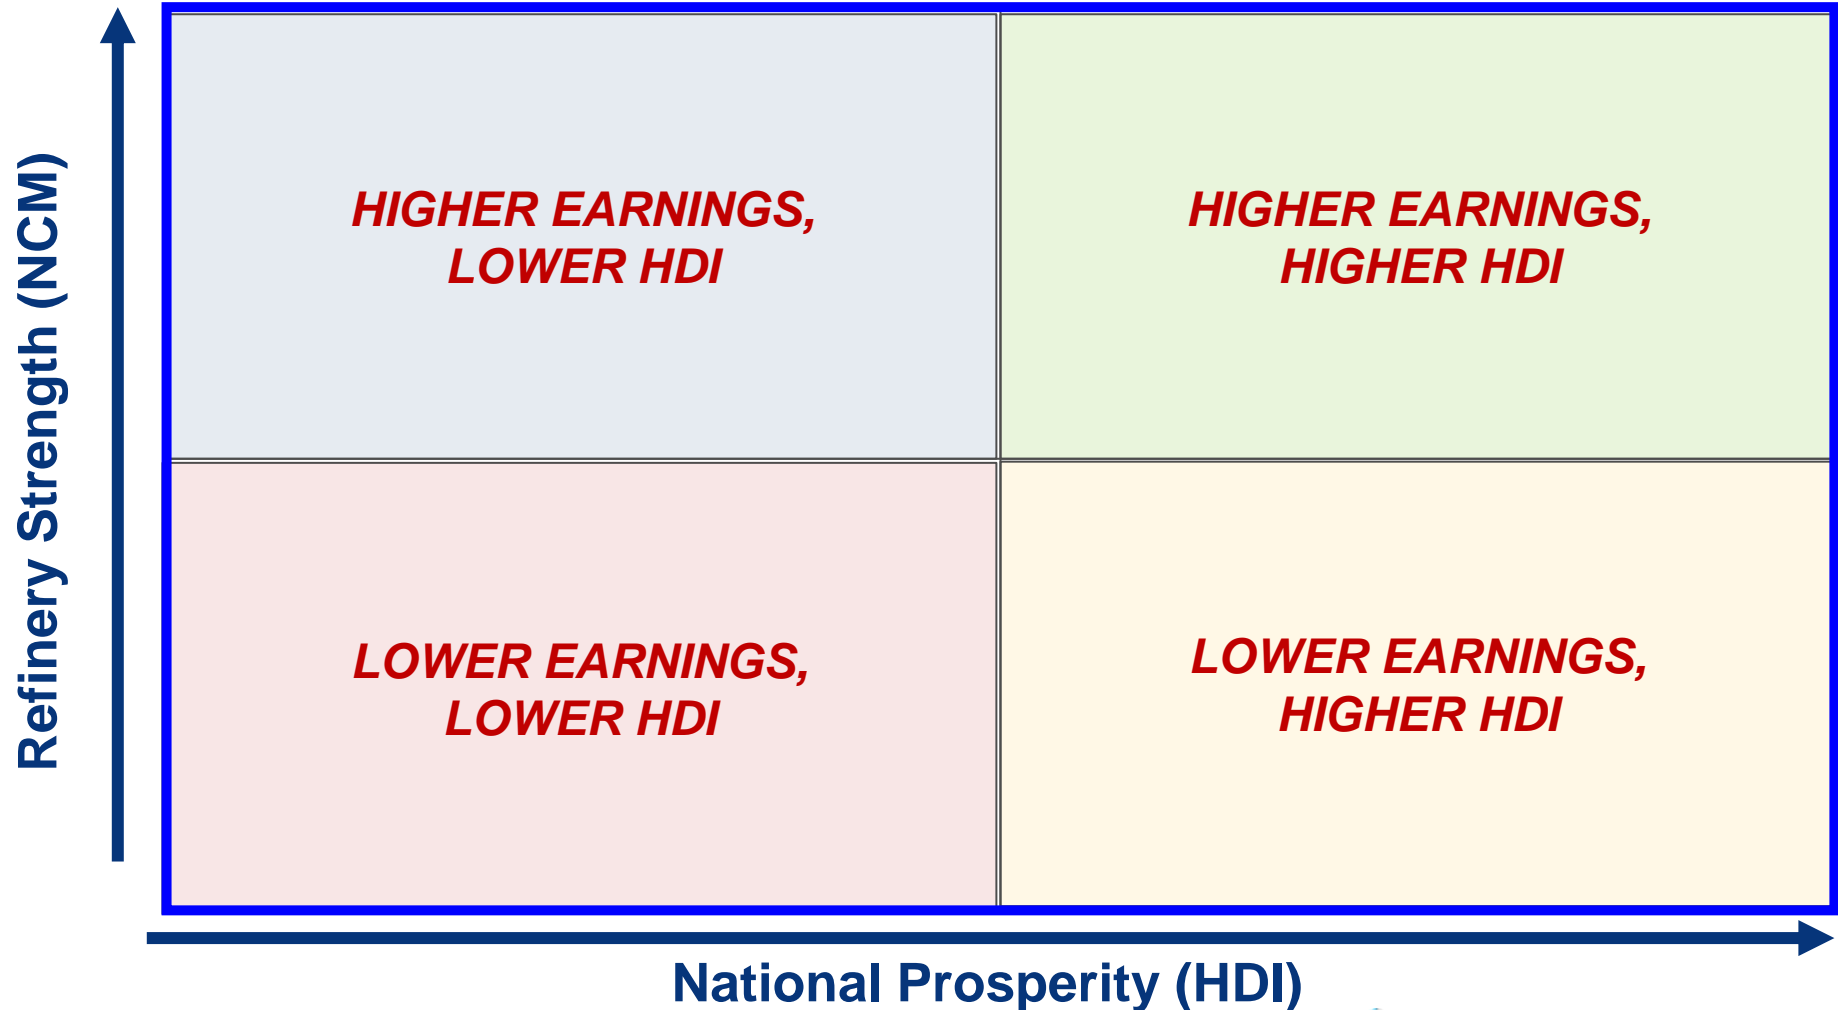 Refinery Strength (NCM)
HIGHER EARNINGS,
LOWER HDI
HIGHER EARNINGS,
HIGHER HDI
LOWER EARNINGS,
LOWER HDI
LOWER EARNINGS,
HIGHER HDI
National Prosperity (HDI)